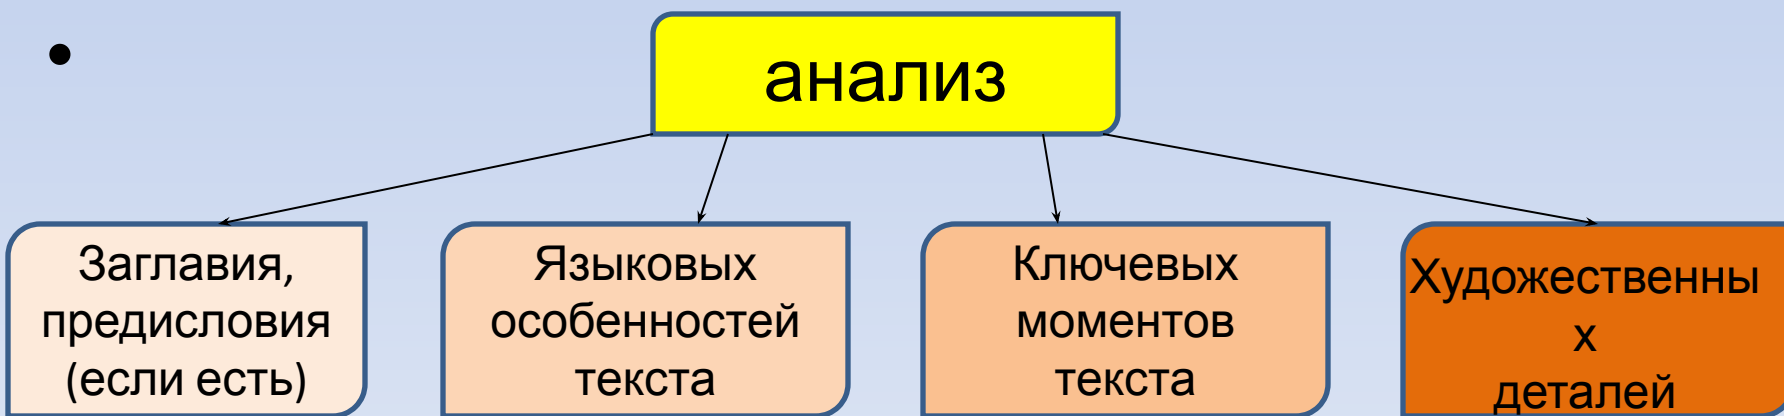 анализ
Заглавия,
предисловия
(если есть)
Языковых
особенностей
текста
Ключевых
моментов
текста
Художественны
х
деталей